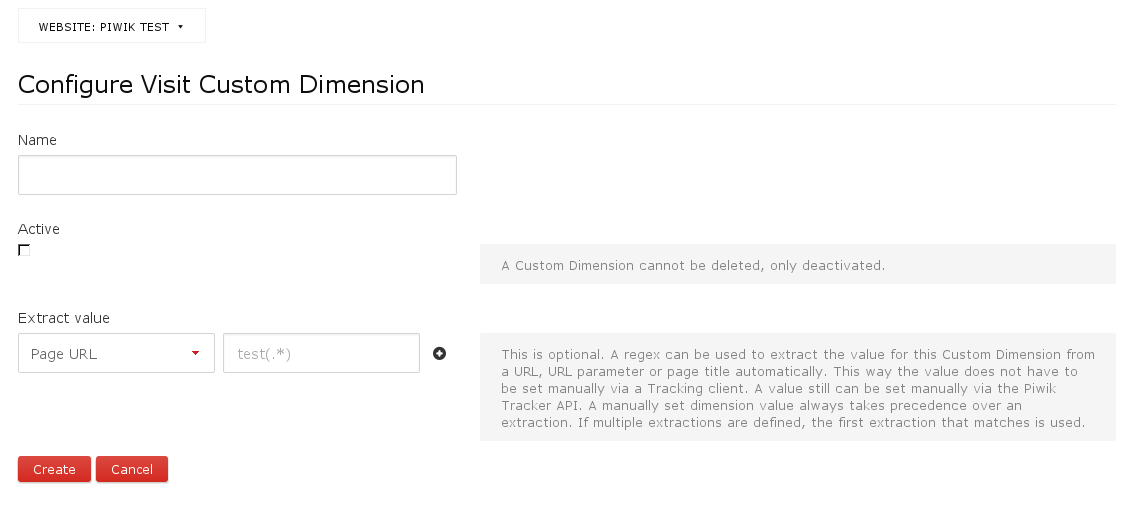 WEBSITE: PIWIK TEST
Configure Visit Custom Dimension
Name
Active
A Custom Dimension cannot be deleted, only deactivated.
Extract value
Page URL
test(.*)
This is optional. A regex can be used to extract the value for this Custom Dimension from
a URL, URL parameter or page title automatically. This way the value does not have to
be set manually via a Tracking client. A value still can be set manually via the Piwik
Tracker API. A manually set dimension value always takes precedence over an
extraction. If multiple extractions are defined, the first extraction that matches is used.
Create
Cancel